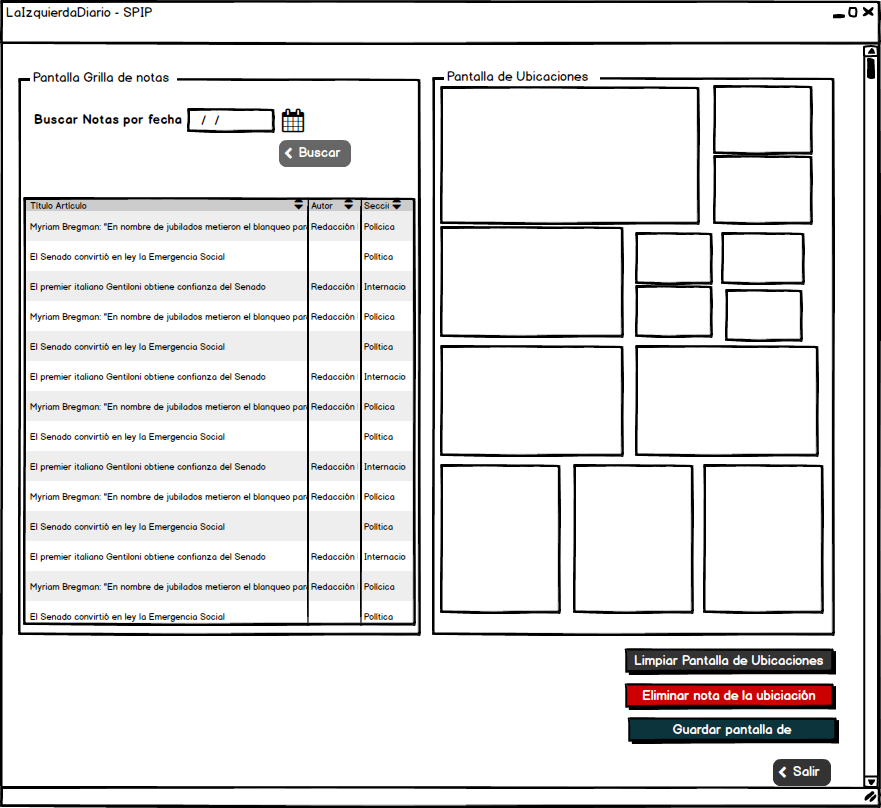 LaIzquierdaDiario - SPIP
Pantalla Grilla de notas
Pantalla de Ubicaciones
Buscar Notas por fecha / /
Buscar
Titulo Artículo Autor Secci
Myriam Bregman: "En nombre de jubilados metieron el blanqueo par Redacción Polícica
El Senado convirtió en ley la Emergencia Social Política
El premier italiano Gentiloni obtiene confianza del Senado Redacción Internacio
Myriam Bregman: "En nombre de jubilados metieron el blanqueo par Redacción Polícica
El Senado convirtió en ley la Emergencia Social Política
El premier italiano Gentiloni obtiene confianza del Senado Redacción Internacio
Myriam Bregman: "En nombre de jubilados metieron el blanqueo par Redacción Polícica
El Senado convirtió en ley la Emergencia Social Política
El premier italiano Gentiloni obtiene confianza del Senado Redacción Internacio
Myriam Bregman: "En nombre de jubilados metieron el blanqueo par Redacción Polícica
El Senado convirtió en ley la Emergencia Social Política
El premier italiano Gentiloni obtiene confianza del Senado Redacción Internacio
Myriam Bregman: "En nombre de jubilados metieron el blanqueo par Redacción Polícica
El Senado convirtió en ley la Emergencia Social Política
Limpiar Pantalla de Ubicaciones
Eliminar nota de la ubiciación
Guardar pantalla de
Salir